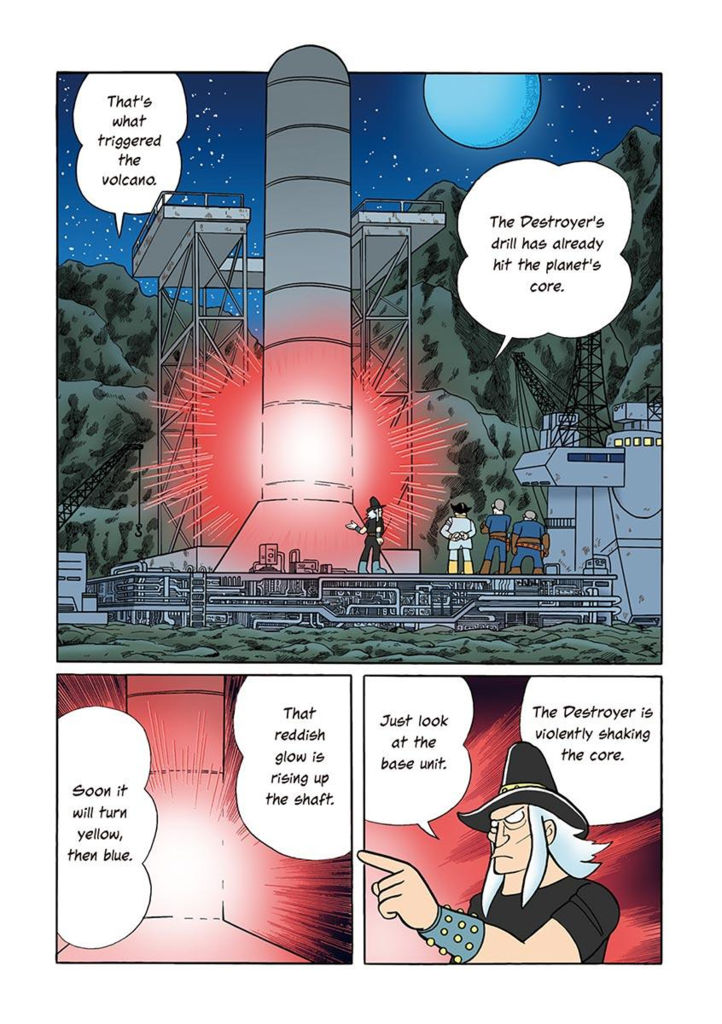 The Destroyer's
drill has already
hit the planet's
core.
That's
what
triggered
the
volcano.
The Destroyer is
violently shaking
the core.
Just look
at the
base unit.
That
reddish
glow is
rising up
the shaft.
Soon it
will turn
yellow,
then blue.